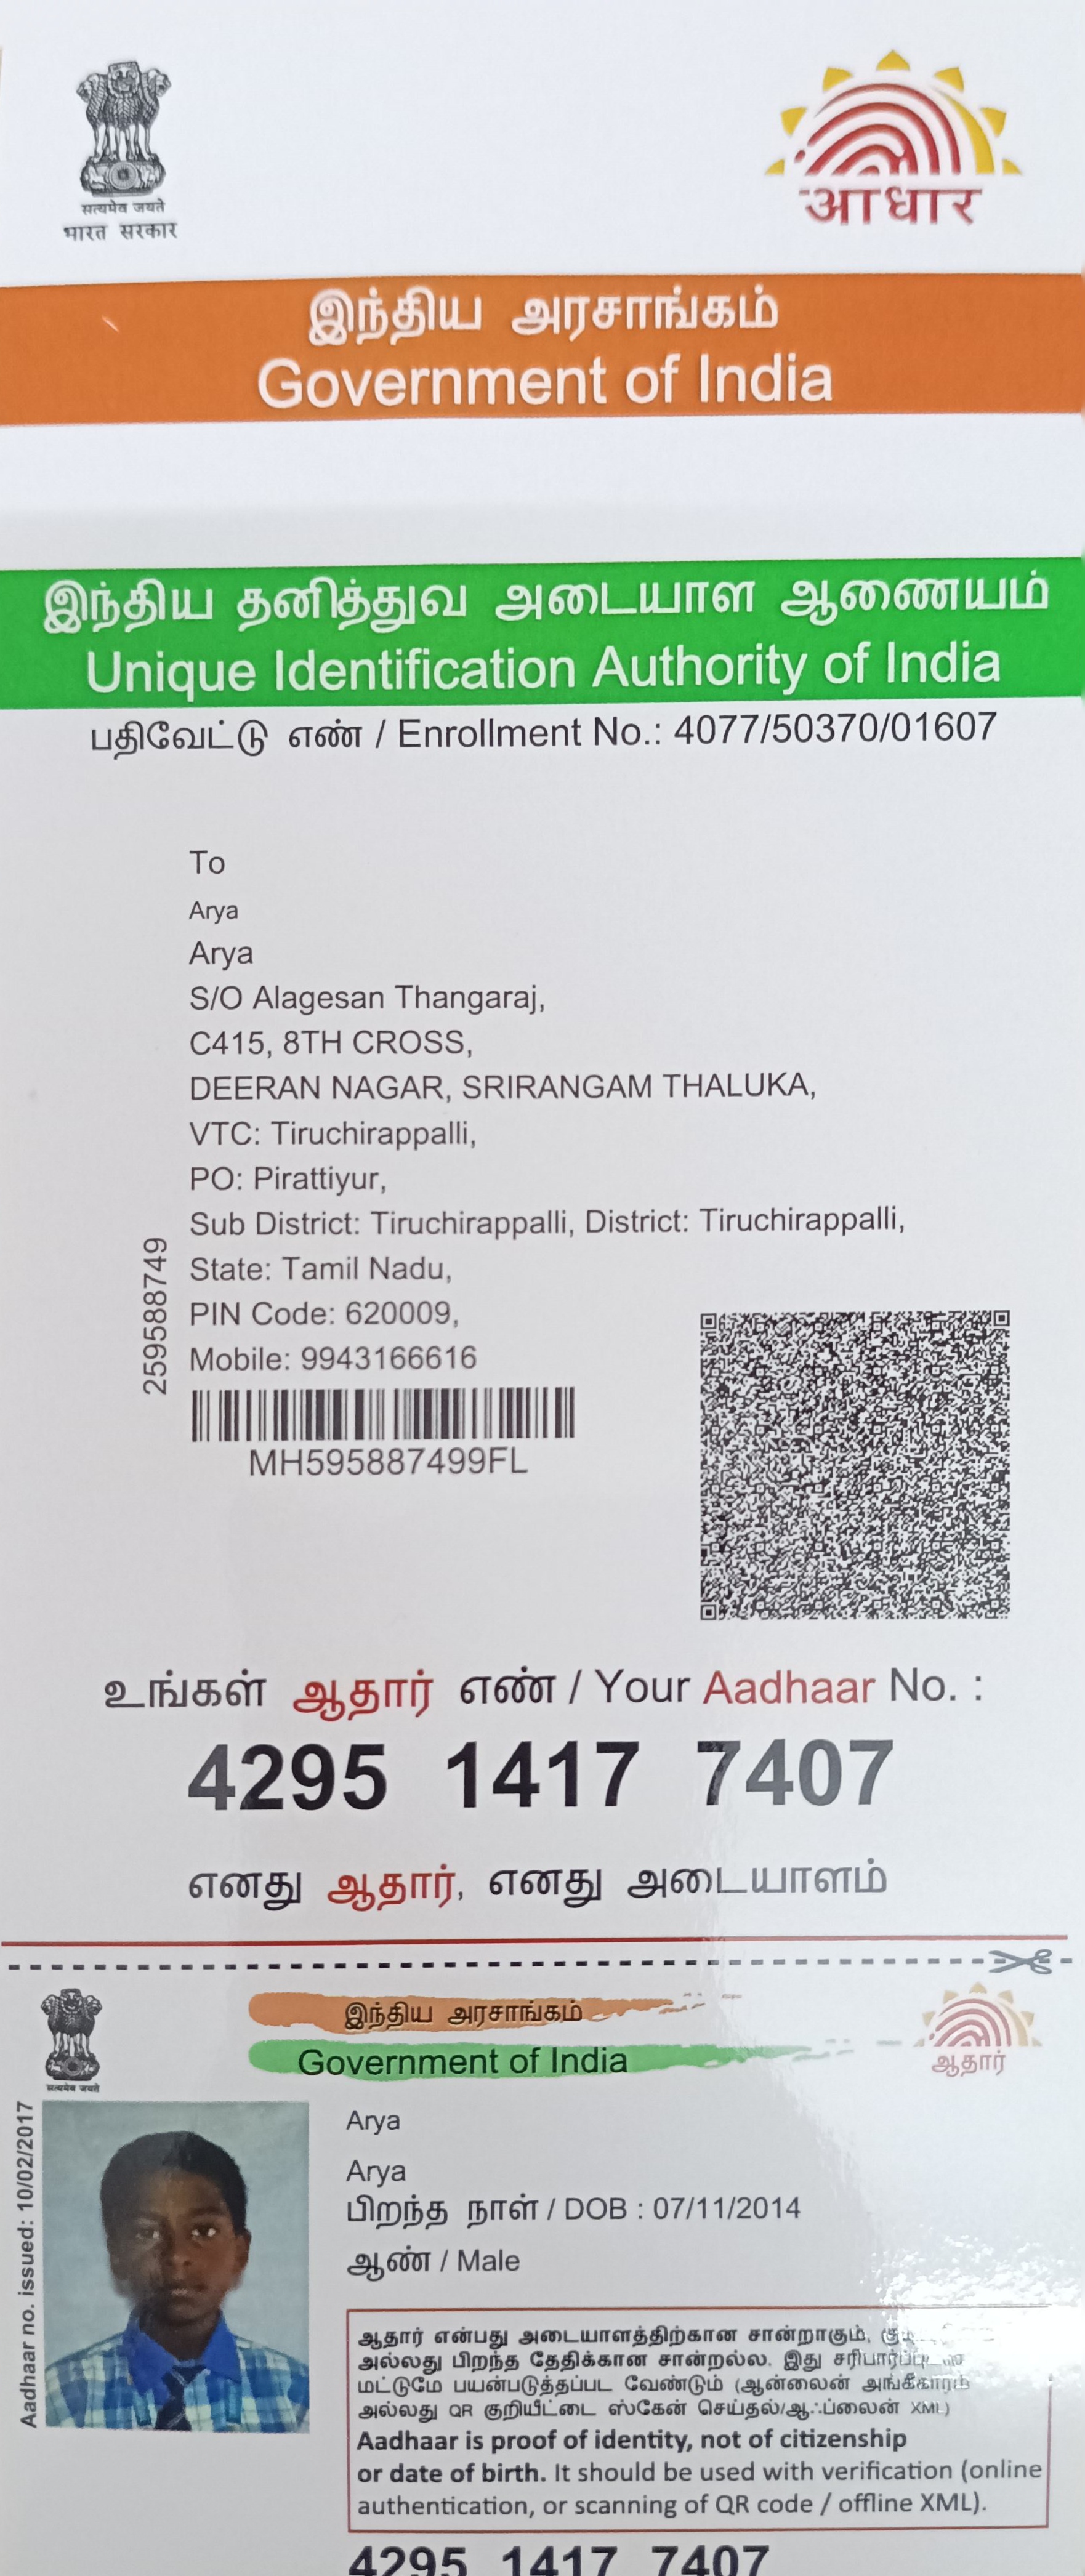 सत्यमेव जयते
भारत सरकार
आधार
இந்திய அரசாங்கம்
Government of India
இந்திய தனித்துவ அடையாள ஆணையம்
Unique Identification Authority of India
பதிவேட்டு எண் / Enrollment No.: 4077/50370/01607
To
Arya
Arya
S/O Alagesan Thangaraj,
C415, 8TH CROSS,
DEERAN NAGAR, SRIRANGAM THALUKA,
VTC: Tiruchirappalli,
PO: Pirattiyur,
Sub District: Tiruchirappalli, District: Tiruchirappalli,
State: Tamil Nadu,
PIN Code: 620009,
Mobile: 9943166616
259588749
MH595887499FL
உங்கள் ஆதார் எண் / Your Aadhaar No. :
4295 1417 7407
எனது ஆதார், எனது அடையாளம்
सत्यमेव जयते
இந்திய அரசாங்கம்
Government of India
ஆதார்
Aadhaar no. issued: 10/02/2017
Arya
Arya
பிறந்த நாள் / DOB : 07/11/2014
ஆண் / Male
ஆதார் என்பது அடையாளத்திற்கான சான்றாகும்,
அல்லது பிறந்த தேதிக்கான சான்றல்ல. இது
மட்டுமே பயன்படுத்தப்பட வேண்டும் (ஆன்லைன் அங்கீகாரம்
அல்லது QR குறியீட்டை ஸ்கேன் செய்தல்/ஆஃப்லைன் XML)
Aadhaar is proof of identity, not of citizenship
or date of birth. It should be used with verification (online
authentication, or scanning of QR code / offline XML).
4295 1417 7407